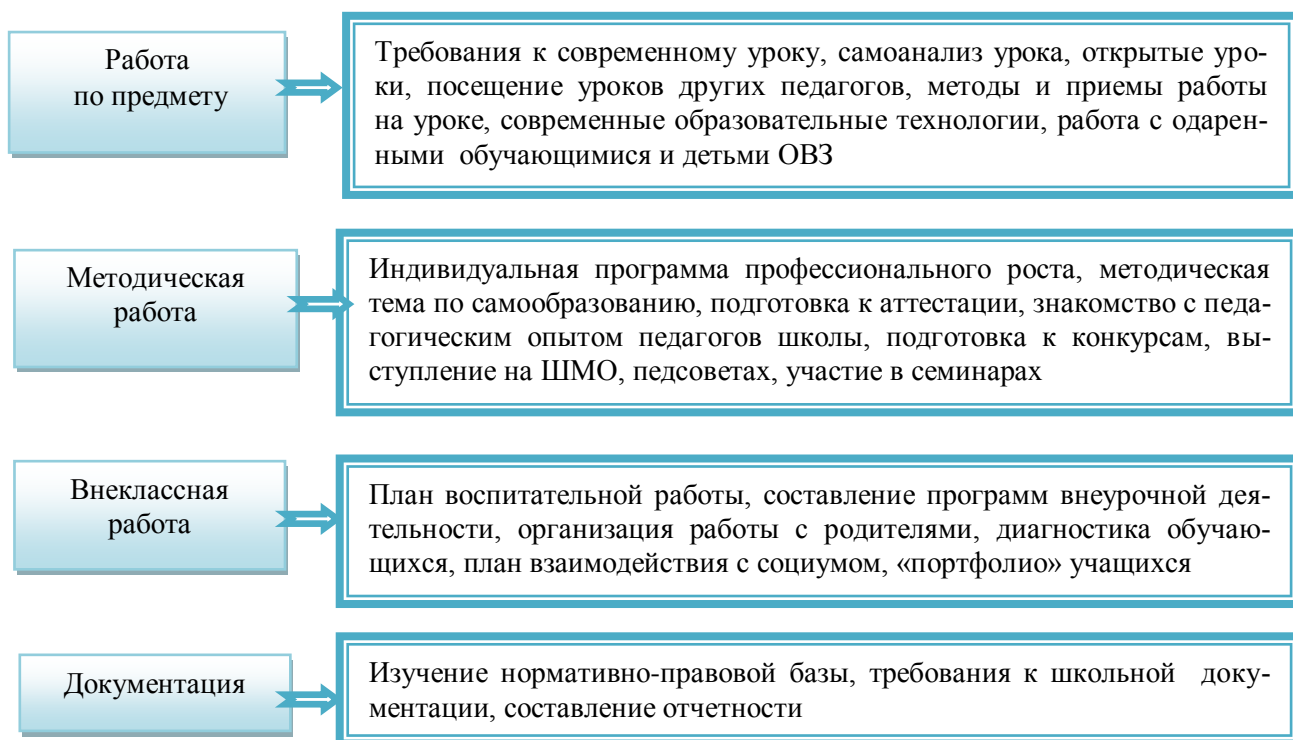 Работа
по предмету
Требования к современному уроку, самоанализ урока, открытые уро-
ки, посещение уроков других педагогов, методы и приемы работы
на уроке, современные образовательные технологии, работа с одарен-
ными обучающимися и детьми ОВЗ
Методическая
работа
Индивидуальная программа профессионального роста, методическая
тема по самообразованию, подготовка к аттестации, знакомство с педа-
гогическим опытом педагогов школы, подготовка к конкурсам, вы-
ступление на ШМО, педсоветах, участие в семинарах
Внеклассная
работа
План воспитательной работы, составление программ внеурочной дея-
тельности, организация работы с родителями, диагностика обучаю-
щихся, план взаимодействия с социумом, «портфолио» учащихся
Документация
Изучение нормативно-правовой базы, требования к школьной доку-
ментации, составление отчетности